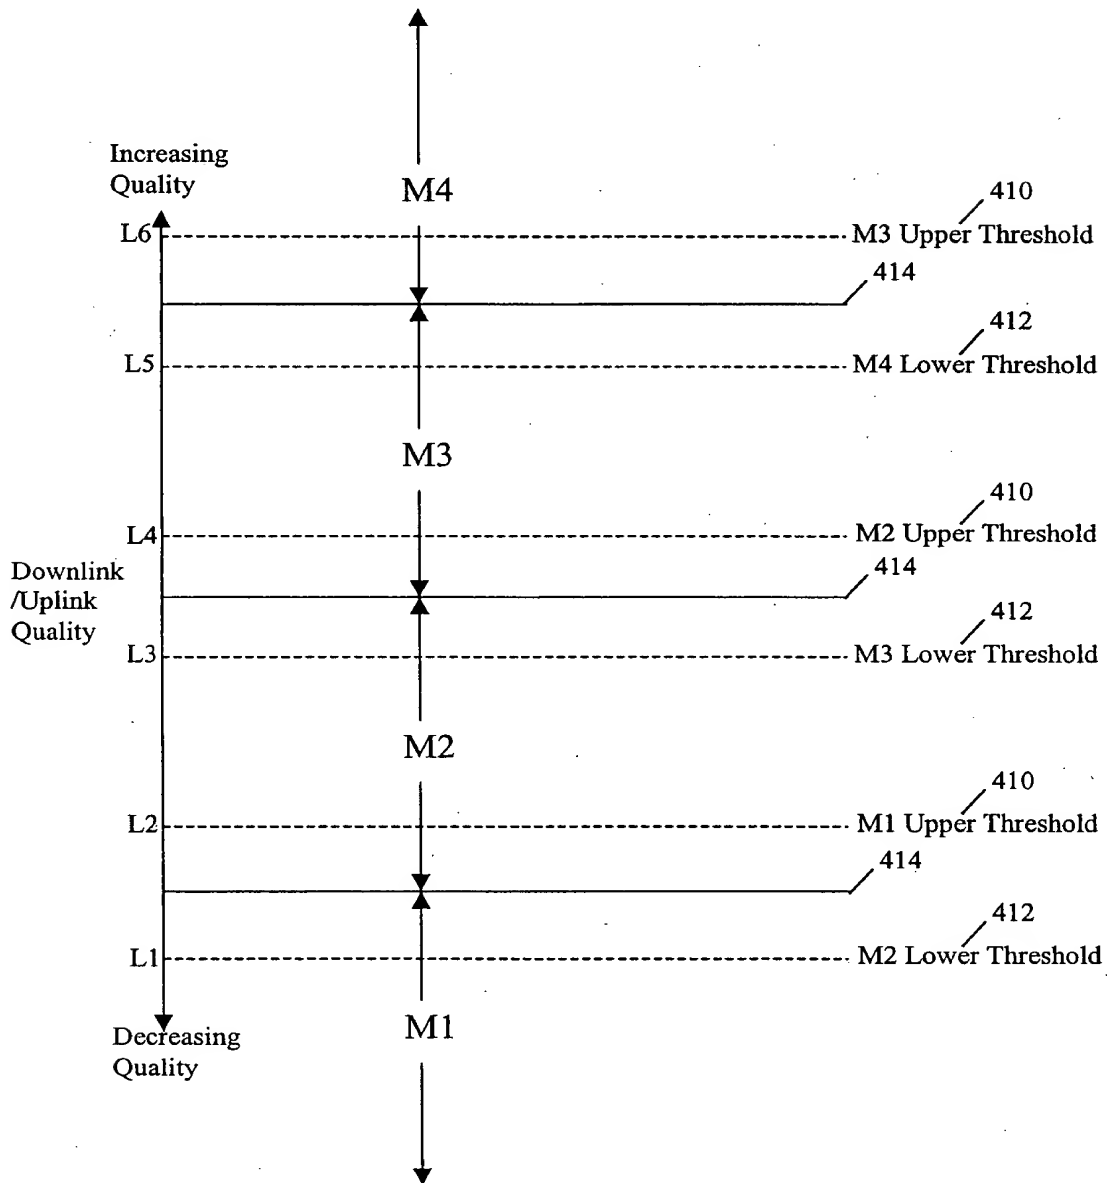 Increasing
Quality
M4
410
L6
M3 Upper Threshold
414
412
L5
M4 Lower Threshold
M3
410
L4
M2 Upper Threshold
414
Downlink
/Uplink
Quality
412
L3
M3 Lower Threshold
M2
410
L2
M1 Upper Threshold
414
412
L1
M2 Lower Threshold
M1
Decreasing
Quality